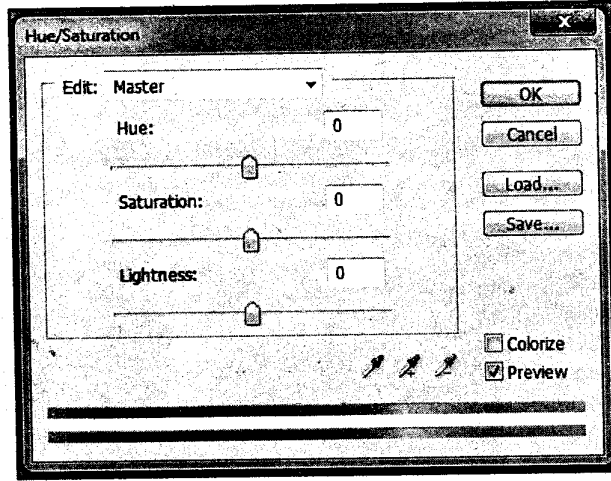 Hue/Saturation
Edit: Master
OK
Hue: 0
Cancel
Load...
Saturation: 0
Save...
Lightness: 0
Colorize
Preview